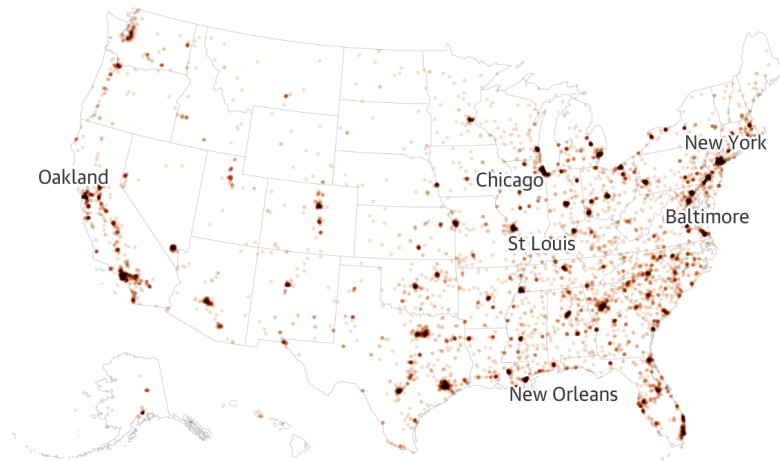 New York
Oakland
Chicago
Baltimore
St Louis
New Orleans